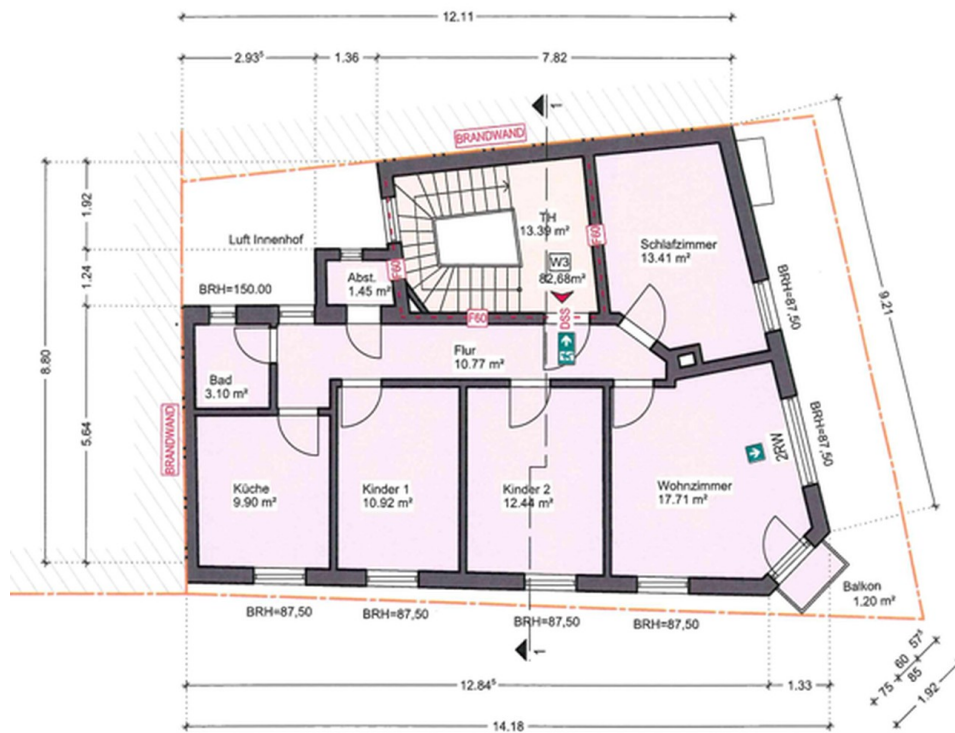 12.11
2.93⁵
1.36
7.82
BRANDWAND
1
TH
13.39 m²
W3
82,68m²
F60
Schlafzimmer
13.41 m²
Luft Innenhof
Abst.
1.45 m²
F60
F60
DSS
BRH=150.00
BRH=87,50
9.21
1.92
1.24
8.80
5.64
Flur
10.77 m²
Bad
3.10 m²
BRH=87,50
BRANDWAND
2RW
Küche
9.90 m²
Kinder 1
10.92 m²
Kinder 2
12.44 m²
Wohnzimmer
17.71 m²
Balkon
1.20 m²
BRH=87,50
BRH=87,50
BRH=87,50
BRH=87,50
1
57⁵
60
85
75
1.92
12.84⁵
1.33
14.18